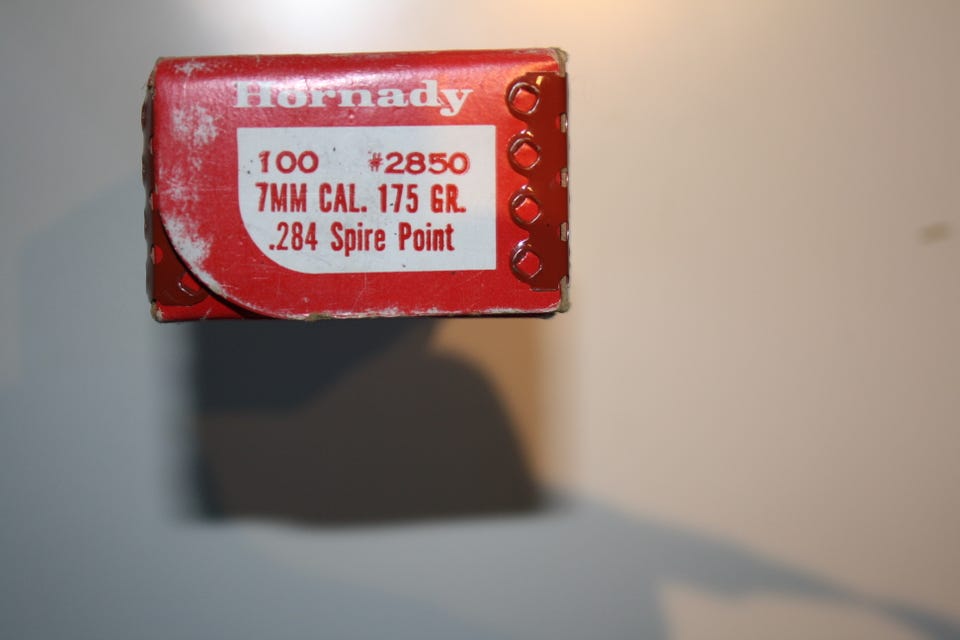 Hornady
100 #2850
7MM CAL. 175 GR.
.284 Spire Point